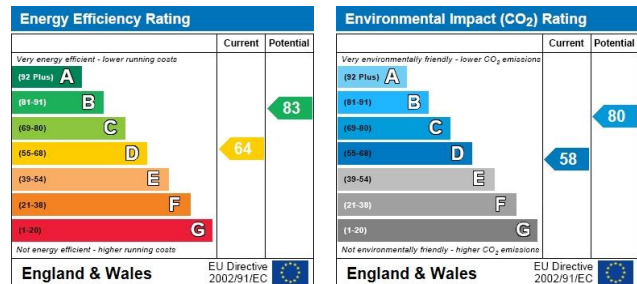 Energy Efficiency Rating
Current Potential
Very energy efficient - lower running costs
(92 Plus) A
(81-91) B
(69-80) C
(55-68) D
(39-54) E
(21-38) F
(1-20) G
64
83
Not energy efficient - higher running costs
England & Wales
EU Directive
2002/91/EC
Environmental Impact (CO₂) Rating
Current Potential
Very environmentally friendly - lower CO₂ emissions
(92 Plus) A
(81-91) B
(69-80) C
(55-68) D
(39-54) E
(21-38) F
(1-20) G
58
80
Not environmentally friendly - higher CO₂ emissions
England & Wales
EU Directive
2002/91/EC